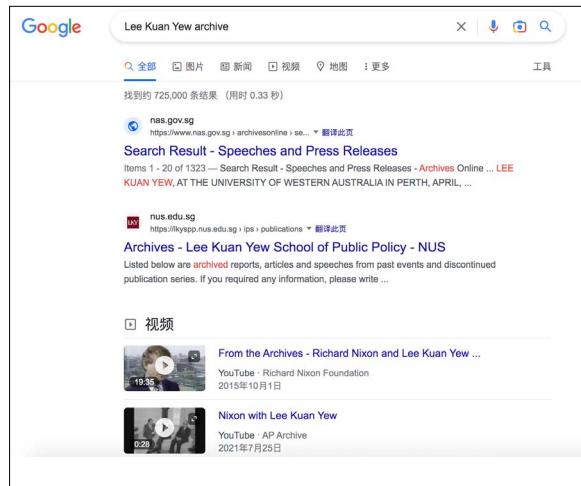 Google
Lee Kuan Yew archive
全部 图片 新闻 视频 地图 更多 工具
找到约 725,000 条结果 （用时 0.33 秒）
nas.gov.sg
https://www.nas.gov.sg › archivesonline › se... 翻译此页
Search Result - Speeches and Press Releases
Items 1 - 20 of 1323 — Search Result - Speeches and Press Releases - Archives Online ... LEE
KUAN YEW, AT THE UNIVERSITY OF WESTERN AUSTRALIA IN PERTH, APRIL, ...
LKY
nus.edu.sg
https://lkyspp.nus.edu.sg › ips › publications 翻译此页
Archives - Lee Kuan Yew School of Public Policy - NUS
Listed below are archived reports, articles and speeches from past events and discontinued
publication series. If you required any information, please write ...
视频
From the Archives - Richard Nixon and Lee Kuan Yew ...
YouTube · Richard Nixon Foundation
19:35
2015年10月1日
Nixon with Lee Kuan Yew
YouTube · AP Archive
0:28
2021年7月25日